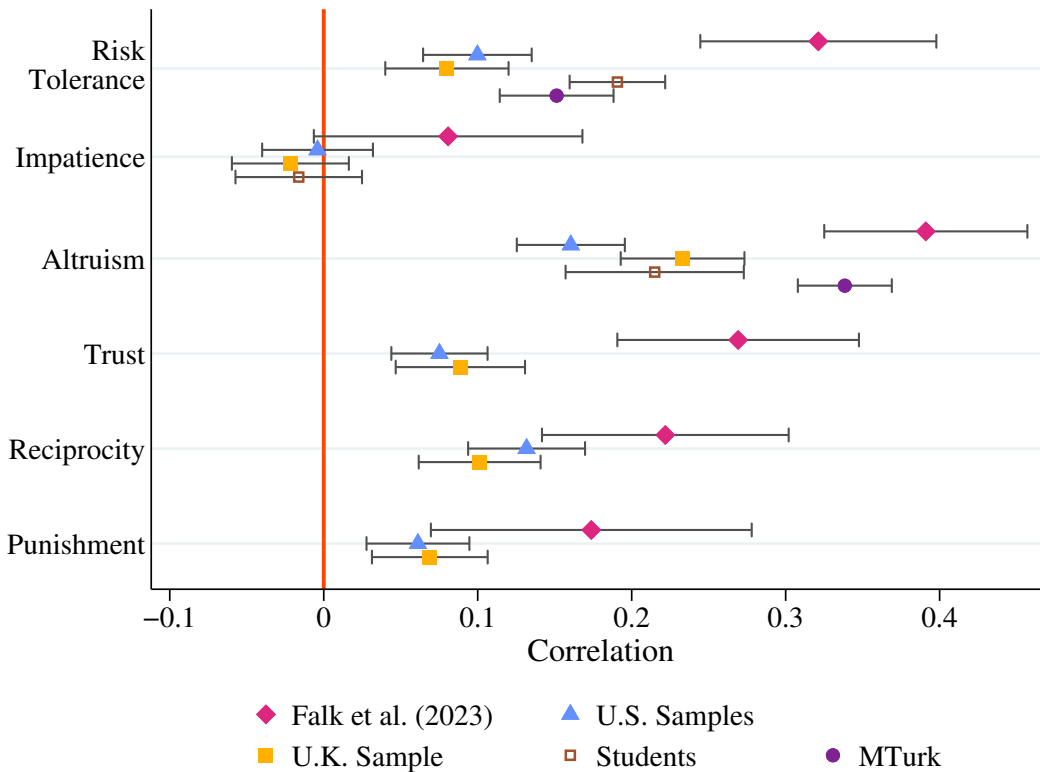 Risk
Tolerance
Impatience
Altruism
Trust
Reciprocity
Punishment
−0.1 0 0.1 0.2 0.3 0.4
Correlation
Falk et al. (2023) U.S. Samples
U.K. Sample Students MTurk